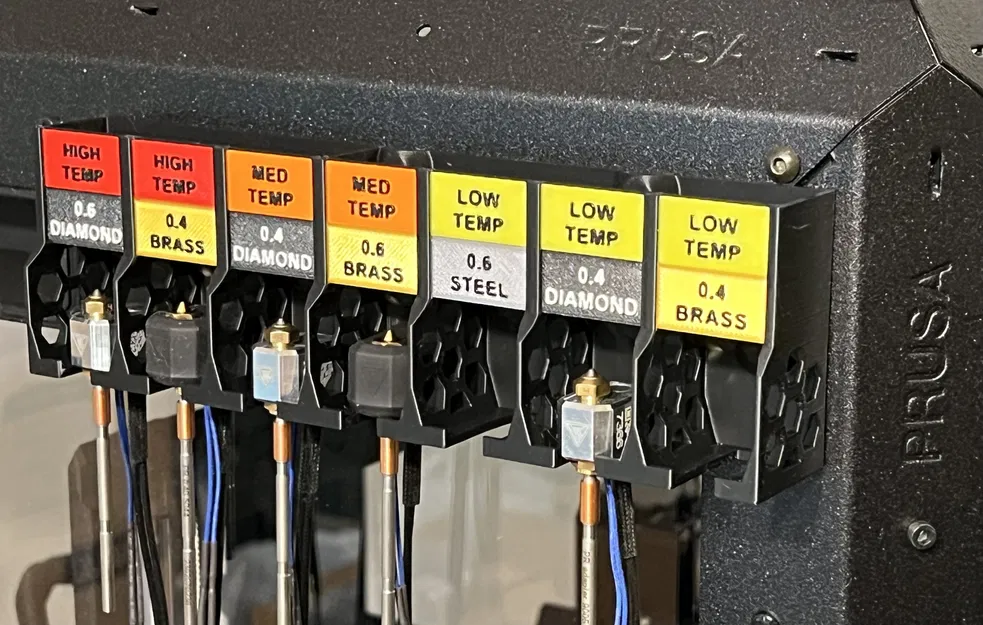 PRUSA
HIGH
TEMP
0.6
DIAMOND
HIGH
TEMP
0.4
BRASS
MED
TEMP
0.4
DIAMOND
MED
TEMP
0.6
BRASS
LOW
TEMP
0.6
STEEL
LOW
TEMP
0.4
DIAMOND
LOW
TEMP
0.4
BRASS
PRUSA